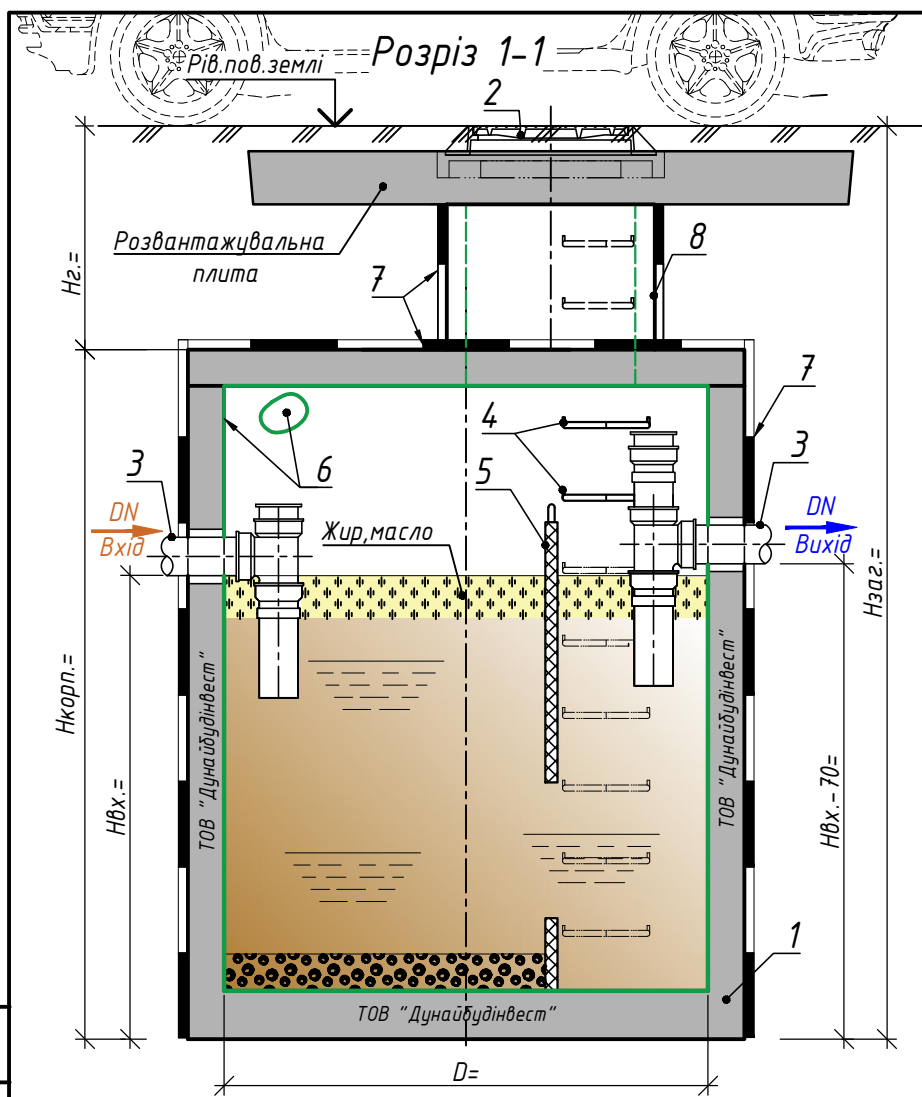 Розріз 1-1
Рів.пов.землі
2
Розвантажувальна
плита
7
8
Нг.=
7
3
6
4
5
3
DN
Вхід
DN
Вихід
Жир,масло
Нзаг.=
Нкорп.=
Нвх.=
Нвх.-70=
ТОВ "Дунайбудінвест"
ТОВ "Дунайбудінвест"
1
ТОВ "Дунайбудінвест"
D=